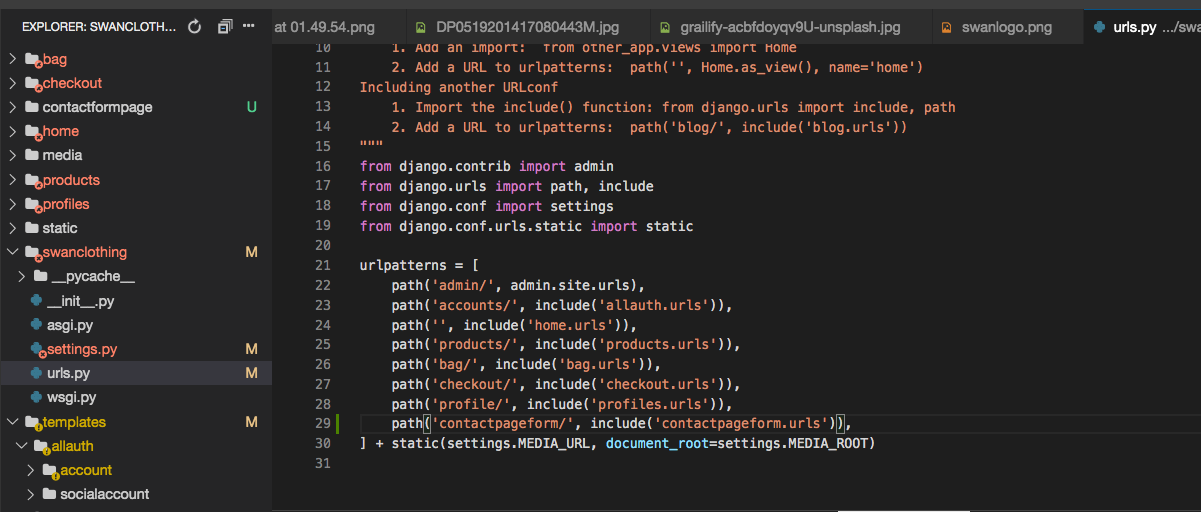 EXPLORER: SWANCLOTH... ···
at 01.49.54.png DP0519201417080443M.jpg grailify-acbfdoyqv9U-unsplash.jpg swanlogo.png urls.py .../swa
bag
checkout
contactformpage U
home
media
products
profiles
static
swanclothing M
__pycache__
__init__.py
asgi.py
settings.py M
urls.py M
wsgi.py
templates M
allauth
account
socialaccount
10 1. Add an import: from other_app.views import Home
11 2. Add a URL to urlpatterns: path('', Home.as_view(), name='home')
12 Including another URLconf
13 1. Import the include() function: from django.urls import include, path
14 2. Add a URL to urlpatterns: path('blog/', include('blog.urls'))
15 """
16 from django.contrib import admin
17 from django.urls import path, include
18 from django.conf import settings
19 from django.conf.urls.static import static
20
21 urlpatterns = [
22 path('admin/', admin.site.urls),
23 path('accounts/', include('allauth.urls')),
24 path('', include('home.urls')),
25 path('products/', include('products.urls')),
26 path('bag/', include('bag.urls')),
27 path('checkout/', include('checkout.urls')),
28 path('profile/', include('profiles.urls')),
29 path('contactpageform/', include('contactpageform.urls')),
30 ] + static(settings.MEDIA_URL, document_root=settings.MEDIA_ROOT)
31